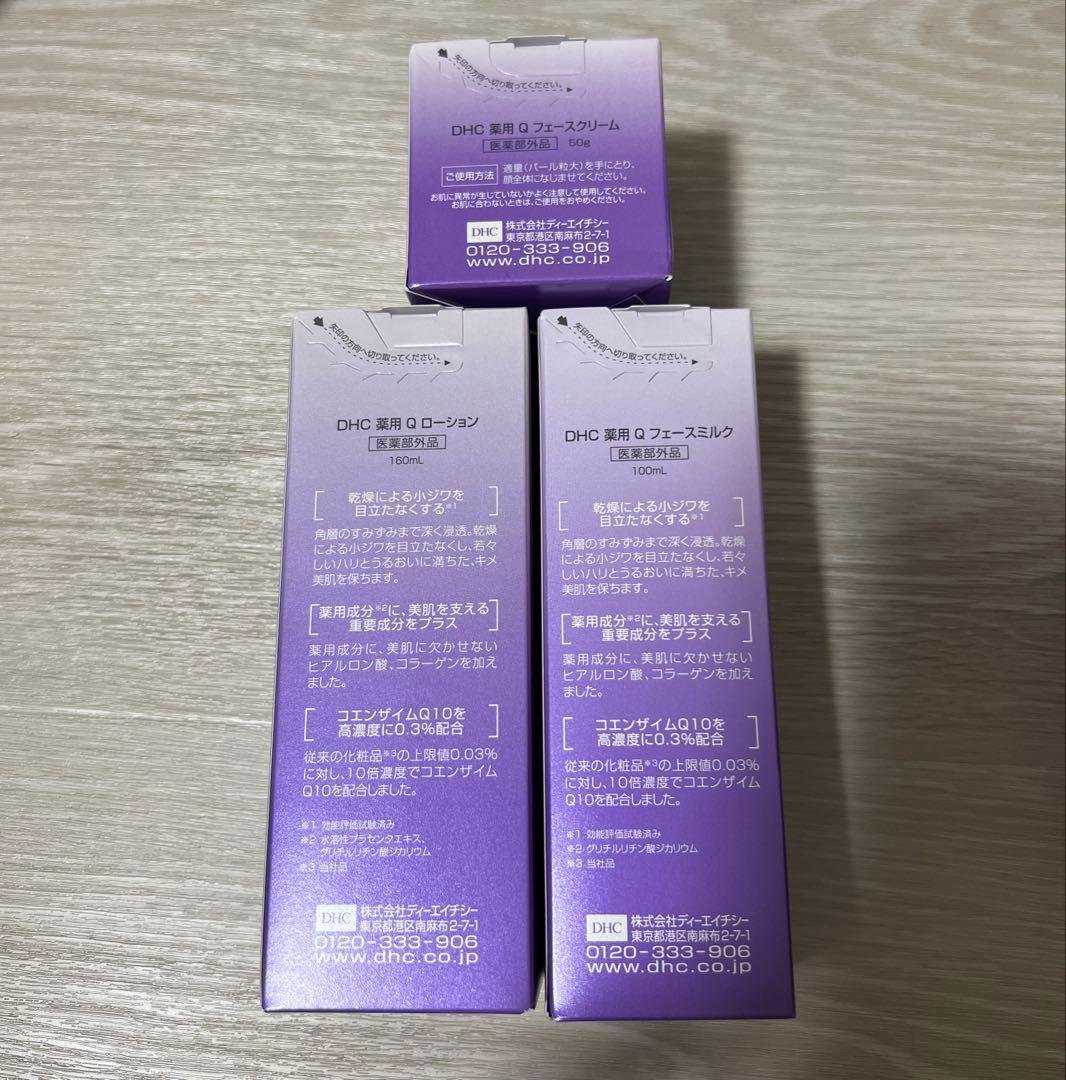 矢印の方向へ切り取ってください。
DHC 薬用 Q フェースクリーム
医薬部外品 50g
ご使用方法 適量(パール粒大)を手にとり、
顔全体になじませてください。
お肌に異常が生じていないかよく注意して使用してください。
お肌に合わないときは、ご使用をおやめください。
DHC 株式会社ディーエイチシー
東京都港区南麻布2-7-1
0120-333-906
www.dhc.co.jp
矢印の方向へ切り取ってください。
DHC 薬用 Q ローション
医薬部外品
160mL
乾燥による小ジワを
目立たなくする※1
角層のすみずみまで深く浸透。乾燥
による小ジワを目立たなくし、若々
しいハリとうるおいに満ちた、キメ
美肌を保ちます。
薬用成分※2に、美肌を支える
重要成分をプラス
薬用成分に、美肌に欠かせない
ヒアルロン酸、コラーゲンを加え
ました。
コエンザイムQ10を
高濃度に0.3%配合
従来の化粧品※3の上限値0.03%
に対し、10倍濃度でコエンザイム
Q10を配合しました。
※1 効能評価試験済み
※2 水溶性プラセンタエキス、
グリチルリチン酸ジカリウム
※3 当社品
DHC 株式会社ディーエイチシー
東京都港区南麻布2-7-1
0120-333-906
www.dhc.co.jp
矢印の方向へ切り取ってください。
DHC 薬用 Q フェースミルク
医薬部外品
100mL
乾燥による小ジワを
目立たなくする※1
角層のすみずみまで深く浸透。乾燥
による小ジワを目立たなくし、若々
しいハリとうるおいに満ちた、キメ
美肌を保ちます。
薬用成分※2に、美肌を支える
重要成分をプラス
薬用成分に、美肌に欠かせない
ヒアルロン酸、コラーゲンを加え
ました。
コエンザイムQ10を
高濃度に0.3%配合
従来の化粧品※3の上限値0.03%
に対し、10倍濃度でコエンザイム
Q10を配合しました。
※1 効能評価試験済み
※2 グリチルリチン酸ジカリウム
※3 当社品
DHC 株式会社ディーエイチシー
東京都港区南麻布2-7-1
0120-333-906
www.dhc.co.jp